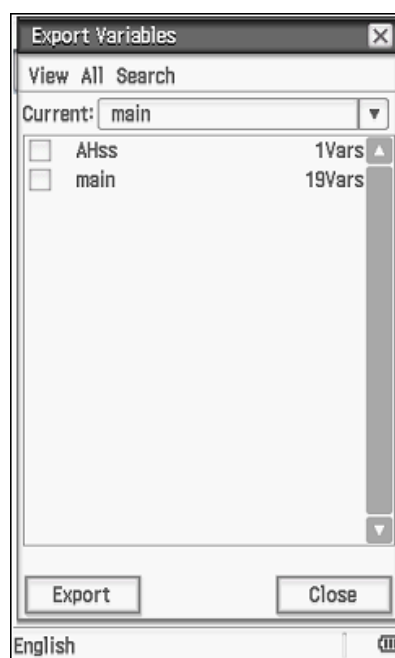 Export Variables
View All Search
Current: main
AHss 1Vars
main 19Vars
Export Close
English